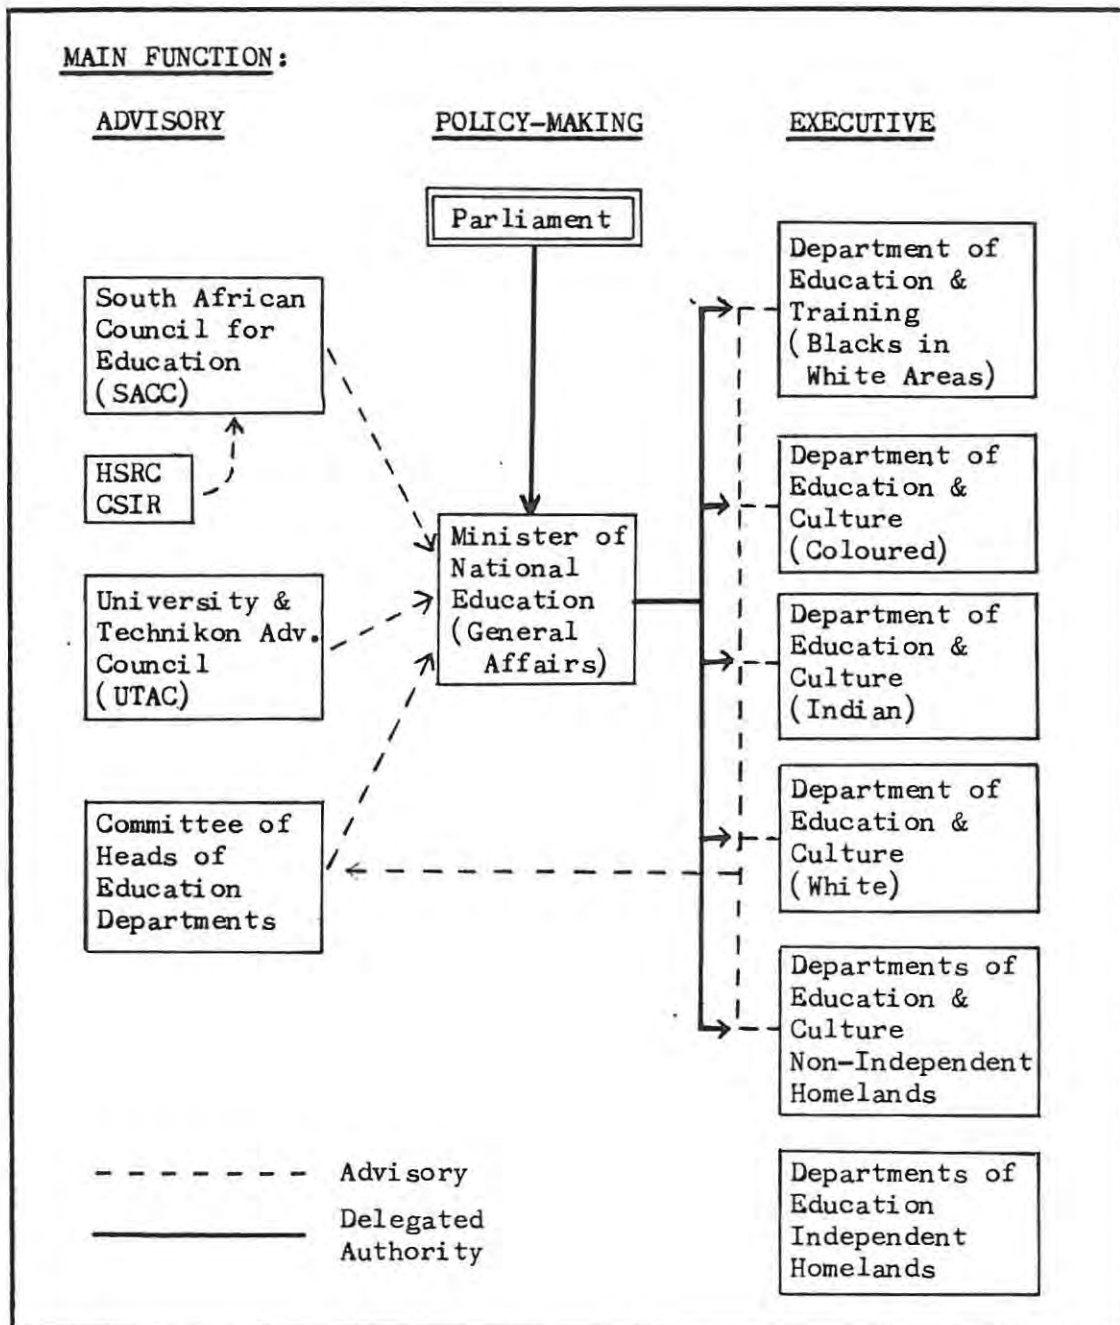 MAIN FUNCTION:
ADVISORY
POLICY-MAKING
EXECUTIVE
Parliament
South African
Council for
Education
(SACC)
HSRC
CSIR
University &
Technikon Adv.
Council
(UTAC)
Committee of
Heads of
Education
Departments
Minister of
National
Education
(General
Affairs)
Department of
Education &
Training
(Blacks in
White Areas)
Department of
Education &
Culture
(Coloured)
Department of
Education &
Culture
(Indian)
Department of
Education &
Culture
(White)
Departments of
Education &
Culture
Non-Independent
Homelands
Departments of
Education
Independent
Homelands
Advisory
Delegated
Authority